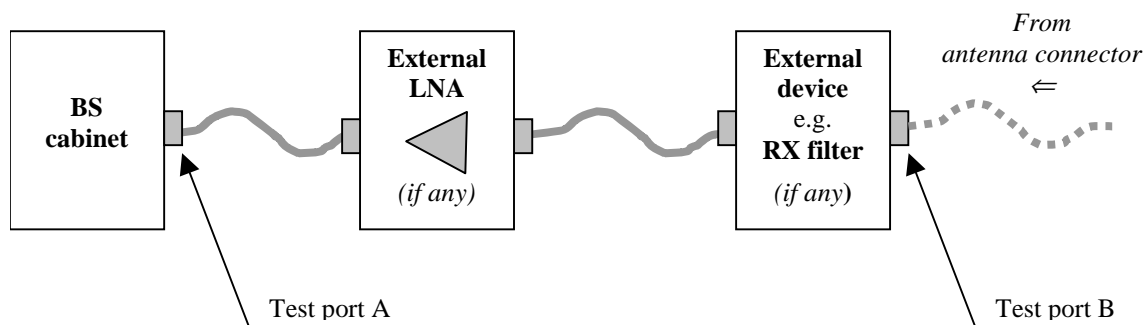 BS
cabinet
External
LNA
(if any)
External
device
e.g.
RX filter
(if any)
From
antenna connector
⇐
Test port A
Test port B